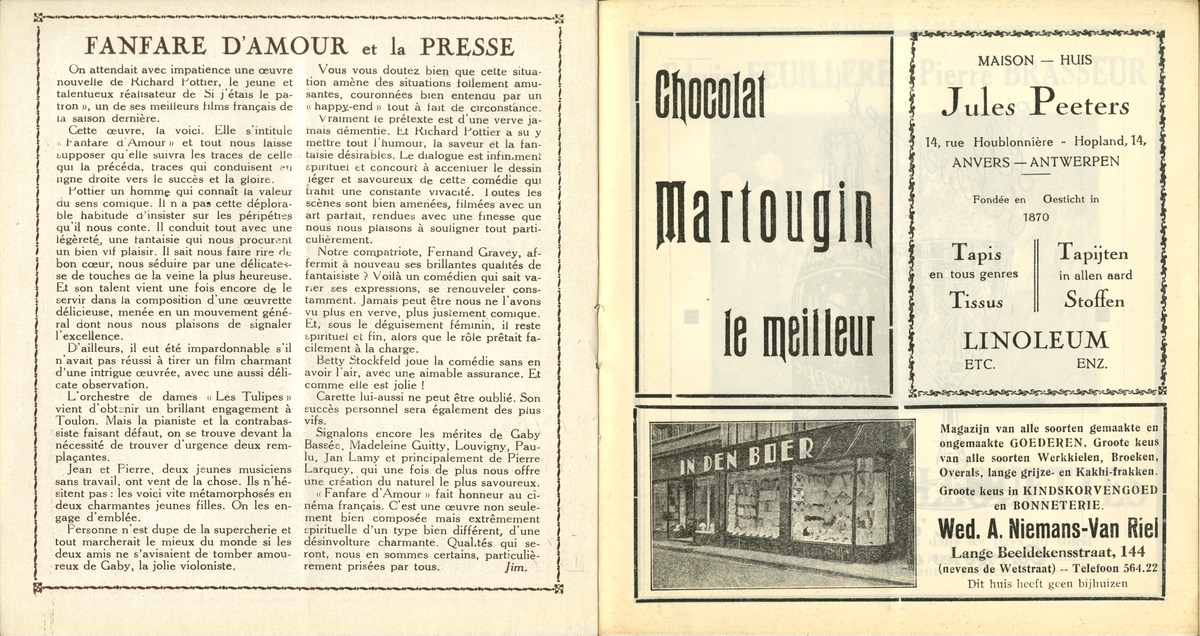 FANFARE D'AMOUR et la PRESSE
On attendait avec impatience une œuvre
nouvelle de Richard Pottier, le jeune et
talentueux réalisateur de Si j'étais le pa-
tron », un de ses meilleurs films français de
la saison dernière.
Cette œuvre, la voici. Elle s'intitule
« Fanfare d'Amour » et tout nous laisse
supposer qu'elle suivra les traces de celle
qui la précéda, traces qui conduisent en
ligne droite vers le succès et la gloire.
Pottier un homme qui connaît la valeur
du sens comique. Il n a pas cette déplora-
ble habitude d'insister sur les péripéties
qu'il nous conte. Il conduit tout avec une
légèreté, une fantaisie qui nous procurent
un bien vif plaisir. Il sait nous faire rire de
bon cœur, nous séduire par une délicates-
se de touches de la veine la plus heureuse.
Et son talent vient une fois encore de le
servir dans la composition d'une œuvrette
délicieuse, menée en un mouvement géné-
ral dont nous nous plaisons de signaler
l'excellence.
D'ailleurs, il eut été impardonnable s'il
n'avait pas réussi à tirer un film charmant
d'une intrigue œuvrée, avec une aussi déli-
cate observation.
L'orchestre de dames « Les Tulipes »
vient d'obtenir un brillant engagement à
Toulon. Mais la pianiste et la contrabas-
siste faisant défaut, on se trouve devant la
nécessité de trouver d'urgence deux rem-
plaçantes.
Jean et Pierre, deux jeunes musiciens
sans travail, ont vent de la chose. Ils n'hé-
sitent pas : les voici vite métamorphosés en
deux charmantes jeunes filles. On les en-
gage d'emblée.
Personne n'est dupe de la supercherie et
tout marcherait le mieux du monde si les
deux amis ne s'avisaient de tomber amou-
reux de Gaby, la jolie violoniste.
Vous vous doutez bien que cette situa-
tion amène des situations follement amu-
santes, couronnées bien entendu par un
« happy-end » tout à fait de circonstance.
Vraiment le prétexte est d'une verve ja-
mais démentie. Et Richard Pottier a su y
mettre tout l'humour, la saveur et la fan-
taisie désirables. Le dialogue est infiniment
spirituel et concourt à accentuer le dessin
léger et savoureux de cette comédie qui
trahit une constante vivacité. Toutes les
scènes sont bien amenées, filmées avec un
art parfait, rendues avec une finesse que
nous nous plaisons à souligner tout parti-
culièrement.
Notre compatriote, Fernand Gravey, af-
fermit à nouveau ses brillantes qualités de
fantaisiste ? Voilà un comédien qui sait va-
rier ses expressions, se renouveler cons-
tamment. Jamais peut être nous ne l'avons
vu plus en verve, plus justement comique.
Et, sous le déguisement féminin, il reste
spirituel et fin, alors que le rôle prêtait fa-
cilement à la charge.
Betty Stockfeld joue la comédie sans en
avoir l'air, avec une aimable assurance. Et
comme elle est jolie !
Carette lui-aussi ne peut être oublié. Son
succès personnel sera également des plus
vifs.
Signalons encore les mérites de Gaby
Bassée, Madeleine Guitty, Louvigny, Pau-
lu, Jan Lamy et principalement de Pierre
Larquey, qui une fois de plus nous offre
une création du naturel le plus savoureux.
« Fanfare d'Amour » fait honneur au ci-
néma français. C'est une œuvre non seule-
ment bien composée mais extrêmement
spirituelle d'un type bien différent, d'une
désinvolture charmante. Qualités qui se-
ront, nous en sommes certains, particuliè-
rement prisées par tous. Jim.
Chocolat
Martougin
le meilleur
MAISON — HUIS
Jules Peeters
14, rue Houblonnière - Hopland, 14,
ANVERS — ANTWERPEN
Fondée en Gesticht in
1870
Tapis Tapijten
en tous genres in allen aard
Tissus Stoffen
LINOLEUM
ETC. ENZ.
IN DEN BOER
Magazijn van alle soorten gemaakte en
ongemaakte GOEDEREN. Groote keus
van alle soorten Werkkielen, Broeken,
Overals, lange grijze- en Kakhi-frakken.
Groote keus in KINDSKORVENGOED
en BONNETERIE.
Wed. A. Niemans-Van Riel
Lange Beeldekensstraat, 144
(nevens de Wetstraat) -- Telefoon 564.22
Dit huis heeft geen bijhuizen